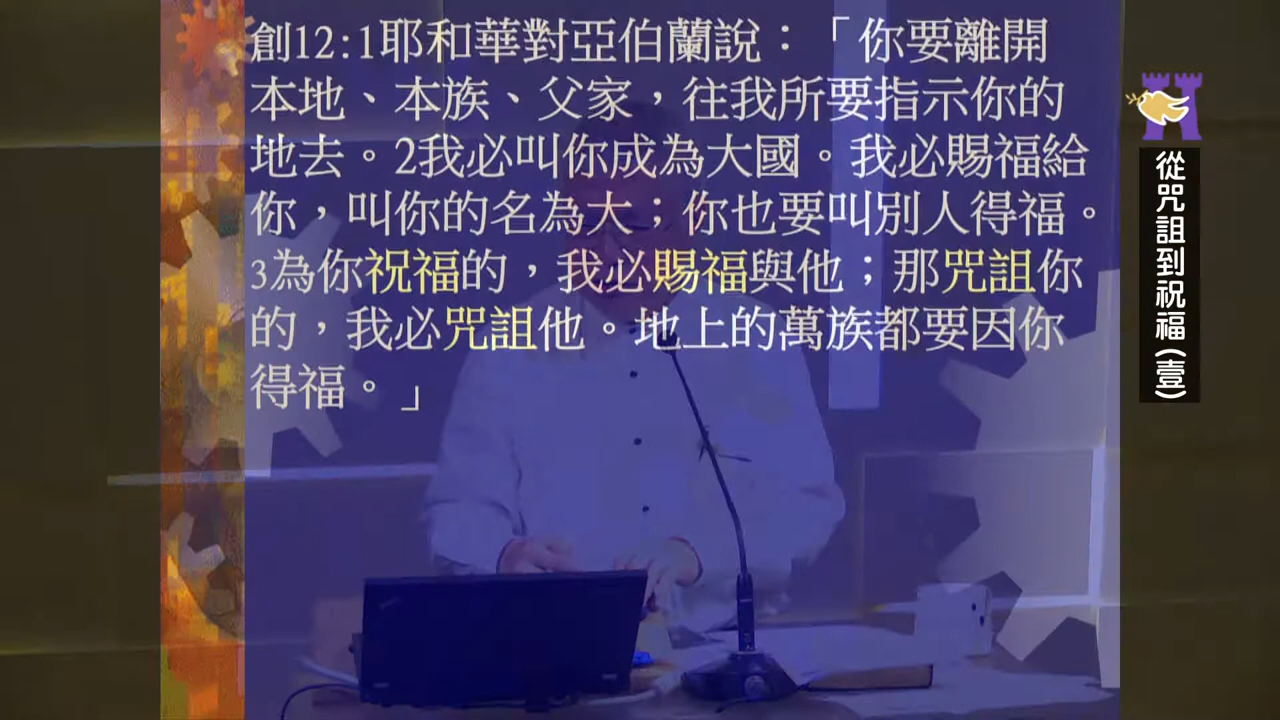 創12:1耶和華對亞伯蘭說：「你要離開
本地、本族、父家，往我所要指示你的
地去。2我必叫你成為大國。我必賜福給
你，叫你的名為大；你也要叫別人得福。
3為你祝福的，我必賜福與他；那咒詛你
的，我必咒詛他。地上的萬族都要因你
得福。」
從咒詛到祝福(壹)